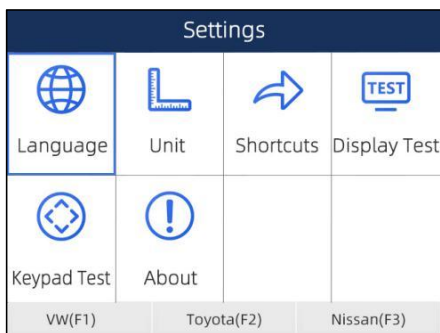 Settings
TEST
Language Unit Shortcuts Display Test
Keypad Test About
VW(F1) Toyota(F2) Nissan(F3)